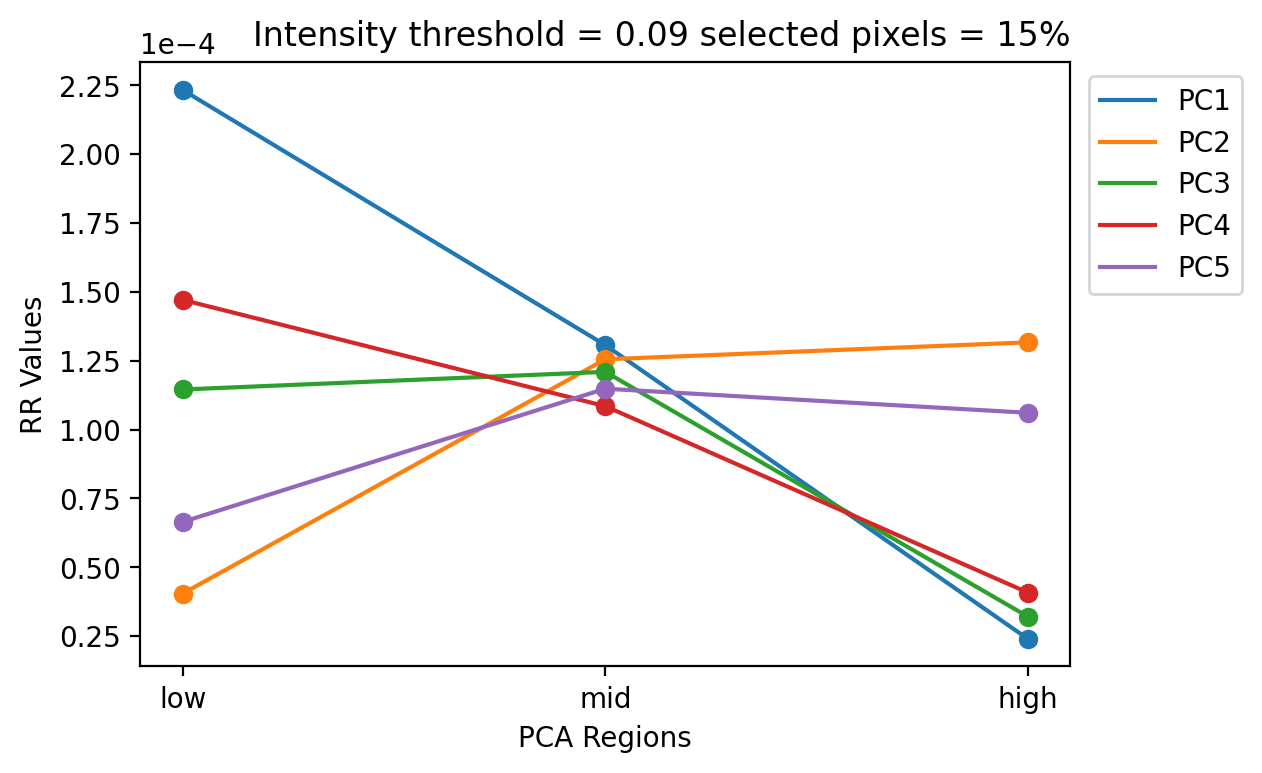 Intensity threshold = 0.09 selected pixels = 15%
1e−4
2.25
2.00
1.75
1.50
1.25
1.00
0.75
0.50
0.25
RR Values
low mid high
PCA Regions
PC1
PC2
PC3
PC4
PC5